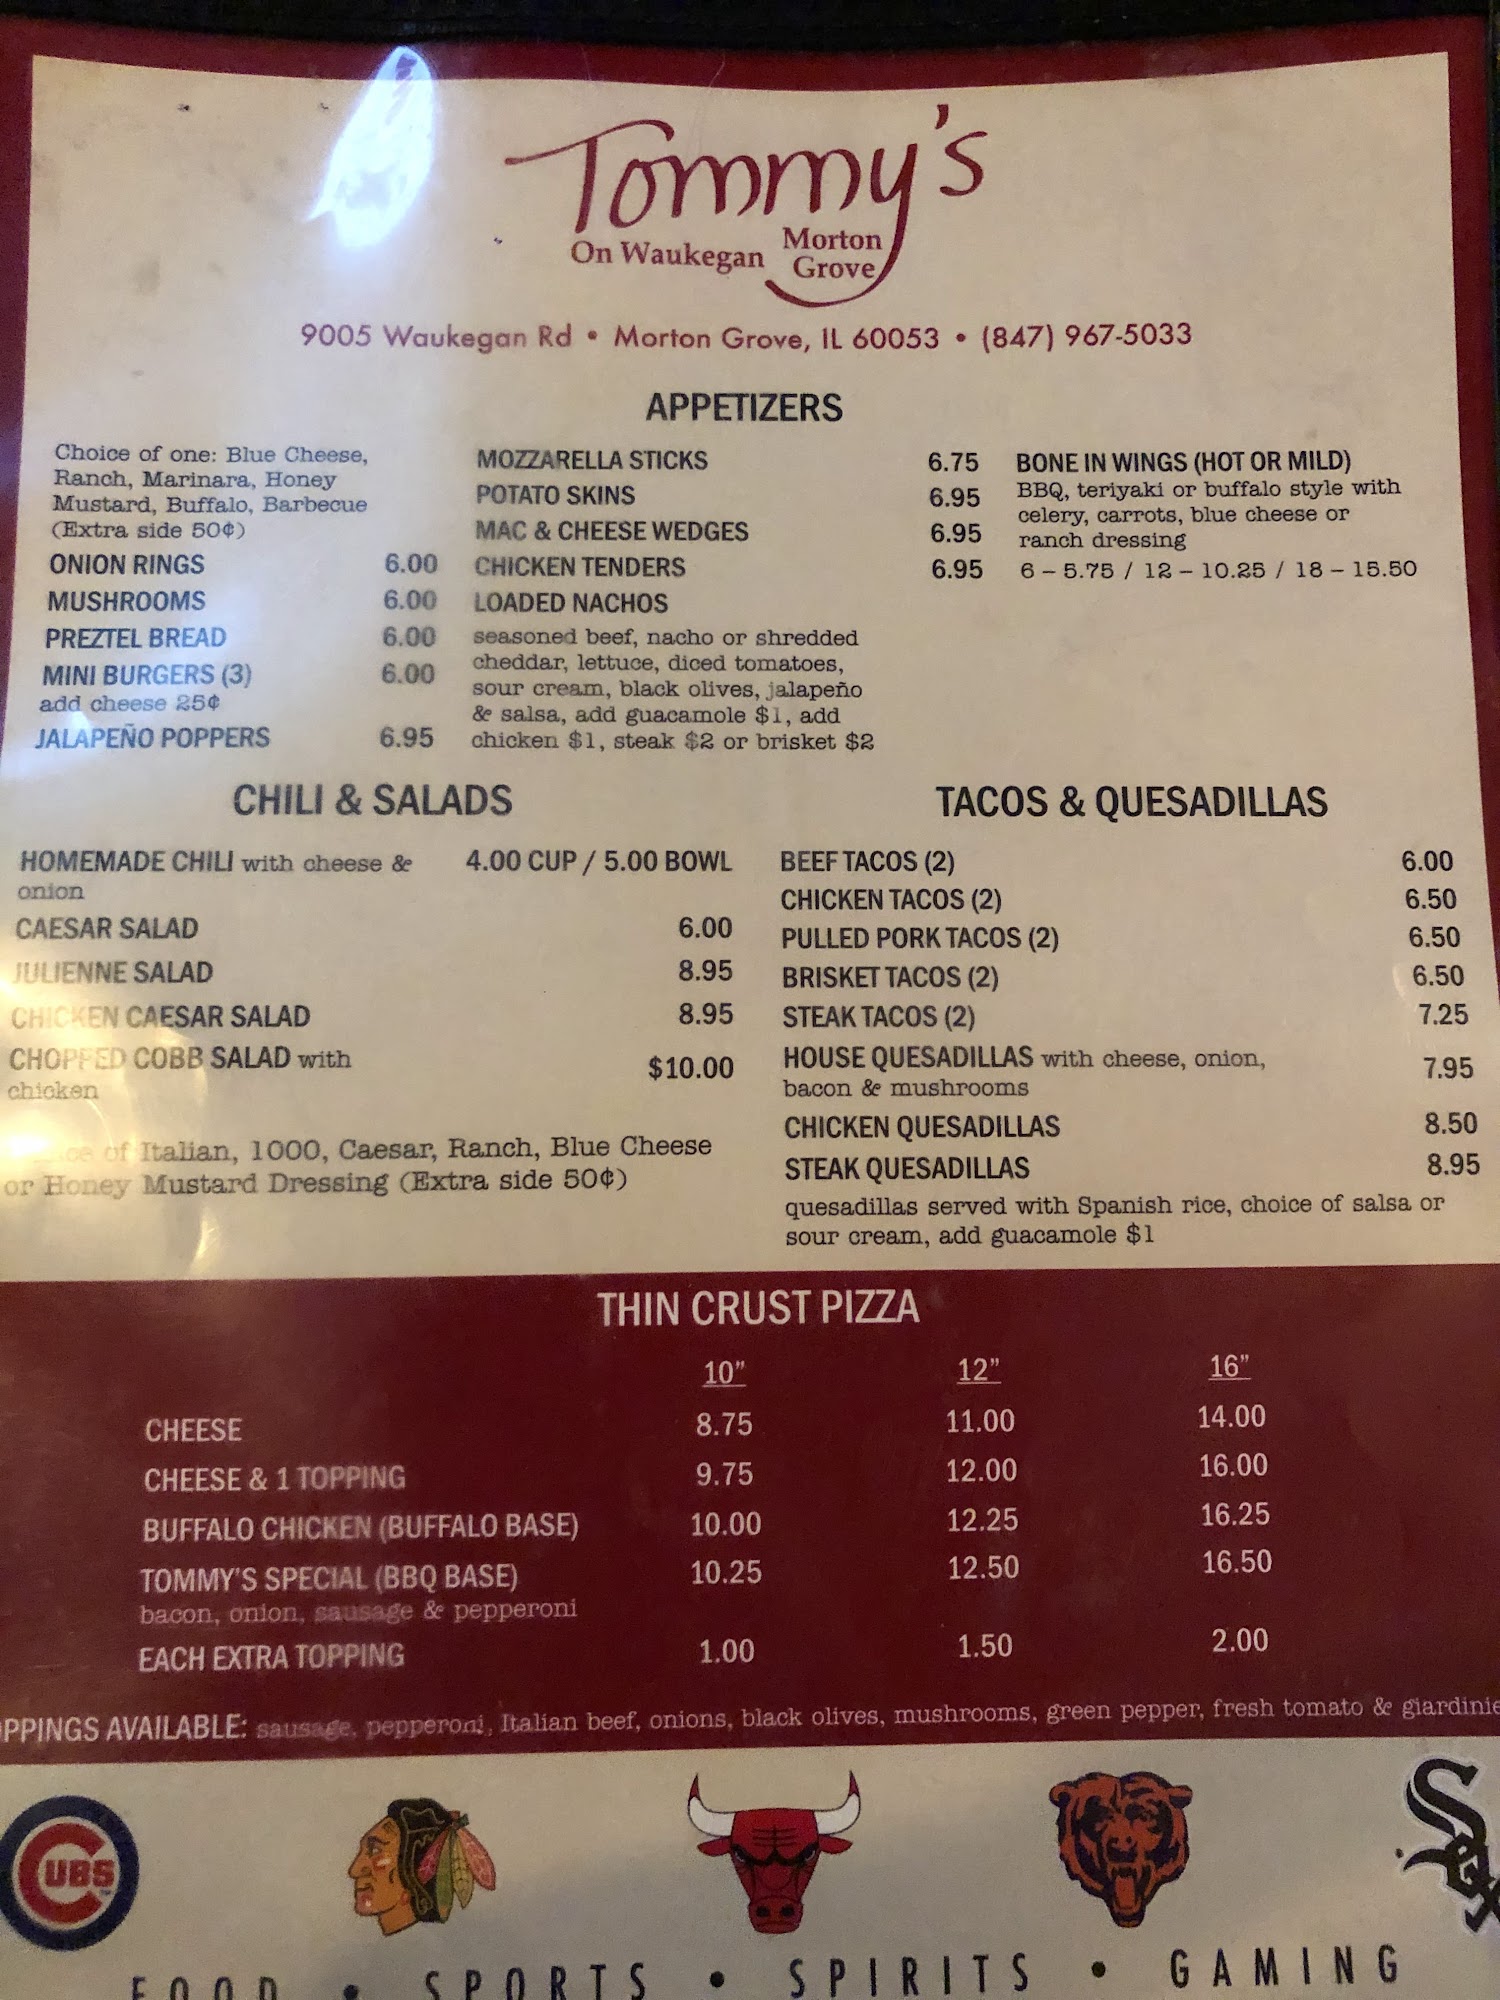 Tommy's
On Waukegan Morton Grove
9005 Waukegan Rd • Morton Grove, IL 60053 • (847) 967-5033
APPETIZERS
Choice of one: Blue Cheese,
Ranch, Marinara, Honey
Mustard, Buffalo, Barbecue
(Extra side 50¢)
ONION RINGS 6.00
MUSHROOMS 6.00
PREZTEL BREAD 6.00
MINI BURGERS (3) 6.00
add cheese 25¢
JALAPEÑO POPPERS 6.95
MOZZARELLA STICKS 6.75
POTATO SKINS 6.95
MAC & CHEESE WEDGES 6.95
CHICKEN TENDERS 6.95
LOADED NACHOS
seasoned beef, nacho or shredded
cheddar, lettuce, diced tomatoes,
sour cream, black olives, jalapeño
& salsa, add guacamole $1, add
chicken $1, steak $2 or brisket $2
BONE IN WINGS (HOT OR MILD)
BBQ, teriyaki or buffalo style with
celery, carrots, blue cheese or
ranch dressing
6 – 5.75 / 12 – 10.25 / 18 – 15.50
CHILI & SALADS
HOMEMADE CHILI with cheese & 4.00 CUP / 5.00 BOWL
onion
CAESAR SALAD 6.00
JULIENNE SALAD 8.95
CHICKEN CAESAR SALAD 8.95
CHOPPED COBB SALAD with $10.00
chicken
of Italian, 1000, Caesar, Ranch, Blue Cheese
or Honey Mustard Dressing (Extra side 50¢)
TACOS & QUESADILLAS
BEEF TACOS (2) 6.00
CHICKEN TACOS (2) 6.50
PULLED PORK TACOS (2) 6.50
BRISKET TACOS (2) 6.50
STEAK TACOS (2) 7.25
HOUSE QUESADILLAS with cheese, onion, 7.95
bacon & mushrooms
CHICKEN QUESADILLAS 8.50
STEAK QUESADILLAS 8.95
quesadillas served with Spanish rice, choice of salsa or
sour cream, add guacamole $1
THIN CRUST PIZZA
10" 12" 16"
CHEESE 8.75 11.00 14.00
CHEESE & 1 TOPPING 9.75 12.00 16.00
BUFFALO CHICKEN (BUFFALO BASE) 10.00 12.25 16.25
TOMMY'S SPECIAL (BBQ BASE) 10.25 12.50 16.50
bacon, onion, sausage & pepperoni
EACH EXTRA TOPPING 1.00 1.50 2.00
OPPINGS AVAILABLE: sausage, pepperoni, Italian beef, onions, black olives, mushrooms, green pepper, fresh tomato & giardinie
CUBS
Sox
FOOD • SPORTS • SPIRITS • GAMING